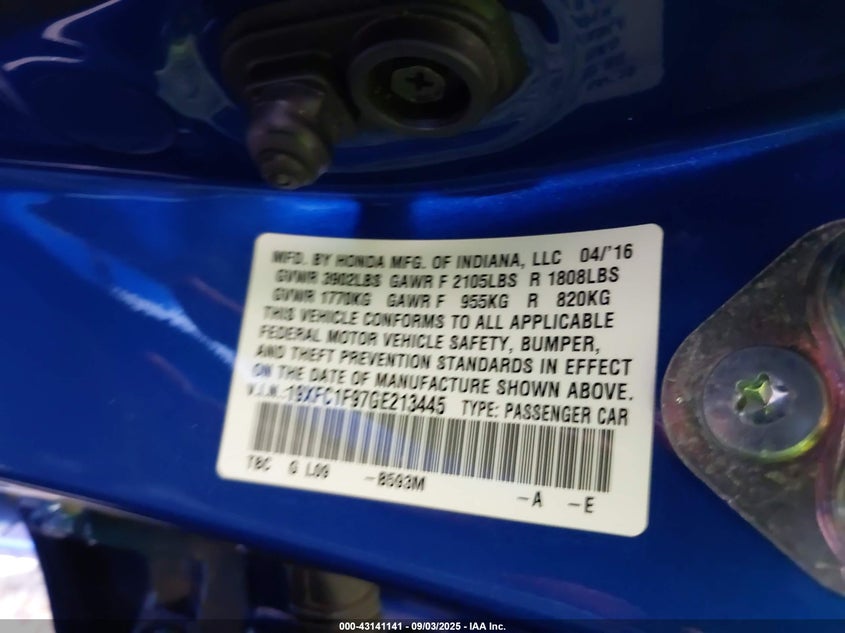 MFD. BY HONDA MFG. OF INDIANA, LLC 04/'16
GVWR 3902LBS GAWR F 2105LBS R 1808LBS
GVWR 1770KG GAWR F 955KG R 820KG
THIS VEHICLE CONFORMS TO ALL APPLICABLE
FEDERAL MOTOR VEHICLE SAFETY, BUMPER,
AND THEFT PREVENTION STANDARDS IN EFFECT
ON THE DATE OF MANUFACTURE SHOWN ABOVE.
V.I.N.:19XFC1F97GE213445 TYPE: PASSENGER CAR
TBC G L09 -B593M -A -E
000-43141141 - 09/03/2025 - IAA Inc.